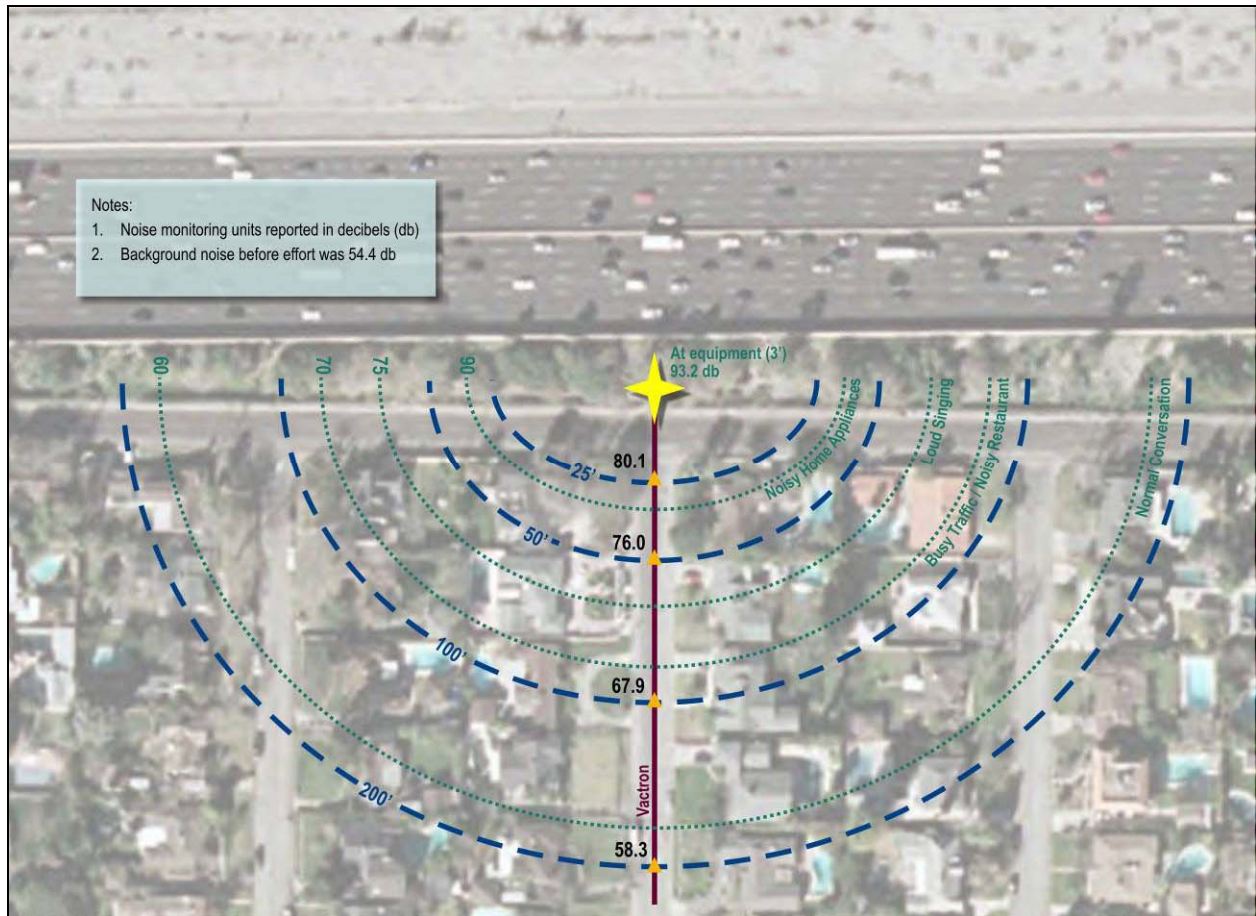 Notes:
1. Noise monitoring units reported in decibels (db)
2. Background noise before effort was 54.4 db
At equipment (3')
93.2 db
60
70
75
90
Noisy Home Appliances
Loud Singing
Busy Traffic / Noisy Restaurant
Normal Conversation
80.1
25'
76.0
50'
100'
67.9
Vactron
200'
58.3